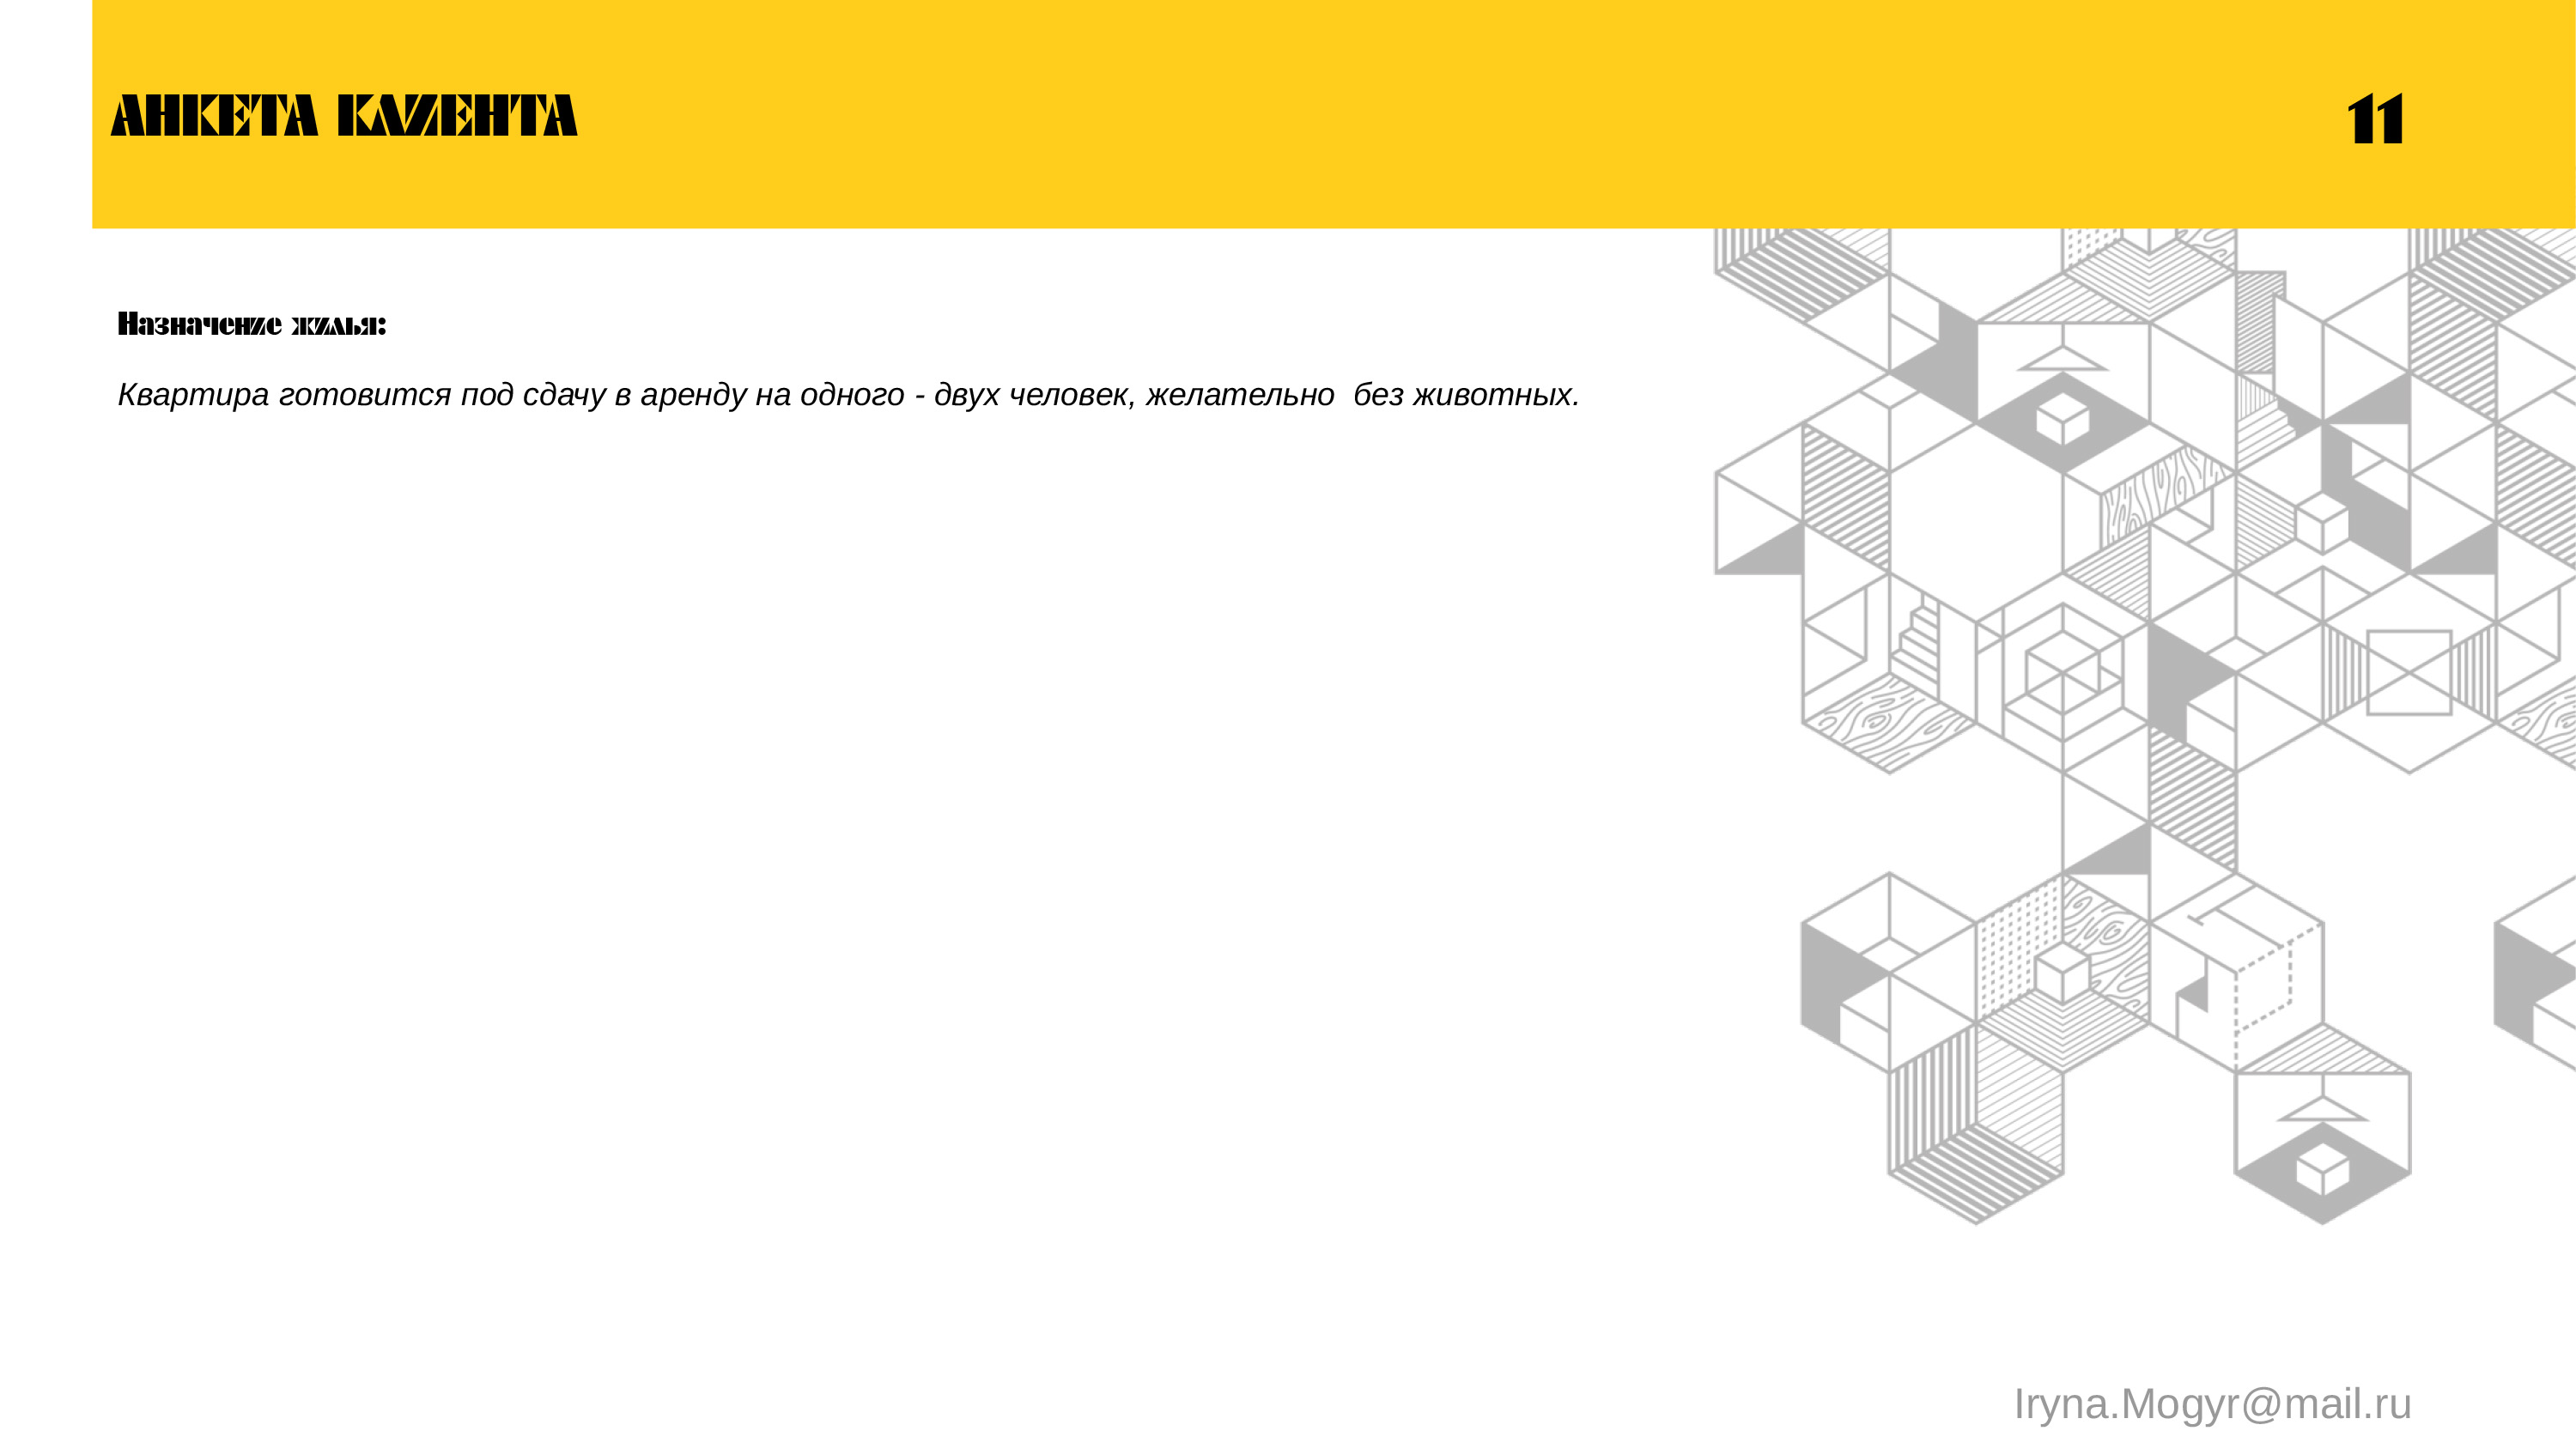 АНКЕТА КЛИЕНТА
11
Назначение жилья:
Квартира готовится под сдачу в аренду на одного - двух человек, желательно  без животных.
Iryna.Mogyr@mail.ru